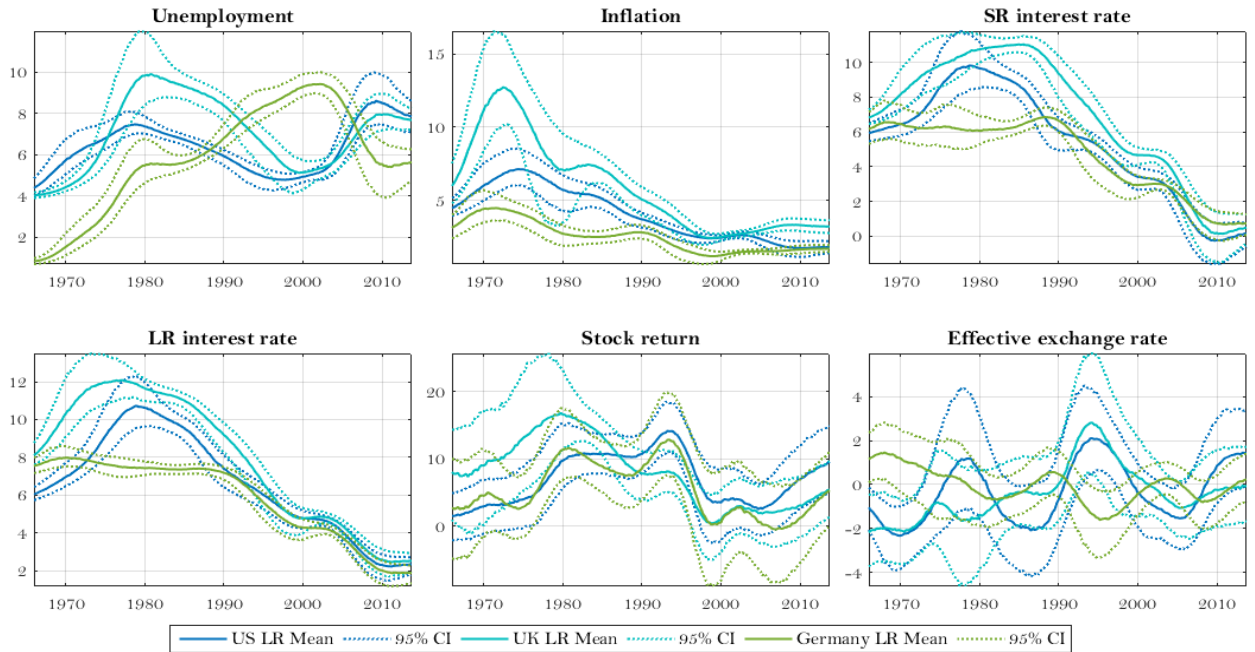 Unemployment
10
8
6
4
2
1970 1980 1990 2000 2010
Inflation
15
10
5
1970 1980 1990 2000 2010
SR interest rate
10
8
6
4
2
0
1970 1980 1990 2000 2010
LR interest rate
12
10
8
6
4
2
1970 1980 1990 2000 2010
Stock return
20
10
0
1970 1980 1990 2000 2010
Effective exchange rate
4
2
0
−2
−4
1970 1980 1990 2000 2010
US LR Mean 95% CI UK LR Mean 95% CI Germany LR Mean 95% CI